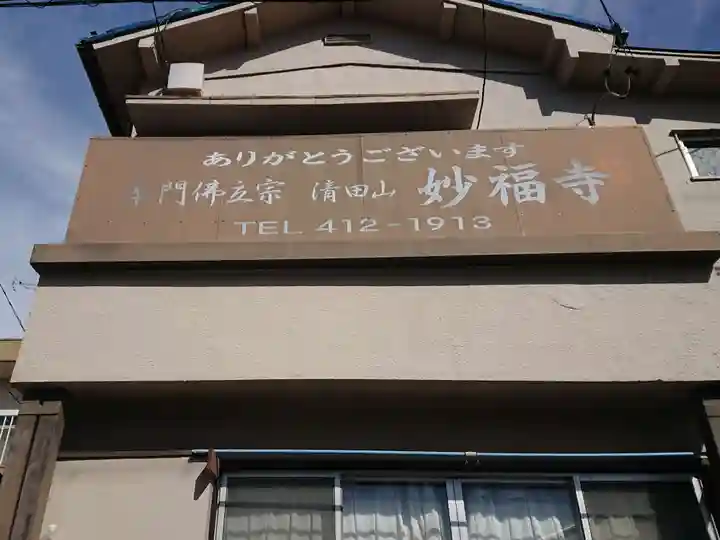 ありがとうございます
門佛立宗 清田山 妙福寺
TEL 412-1913